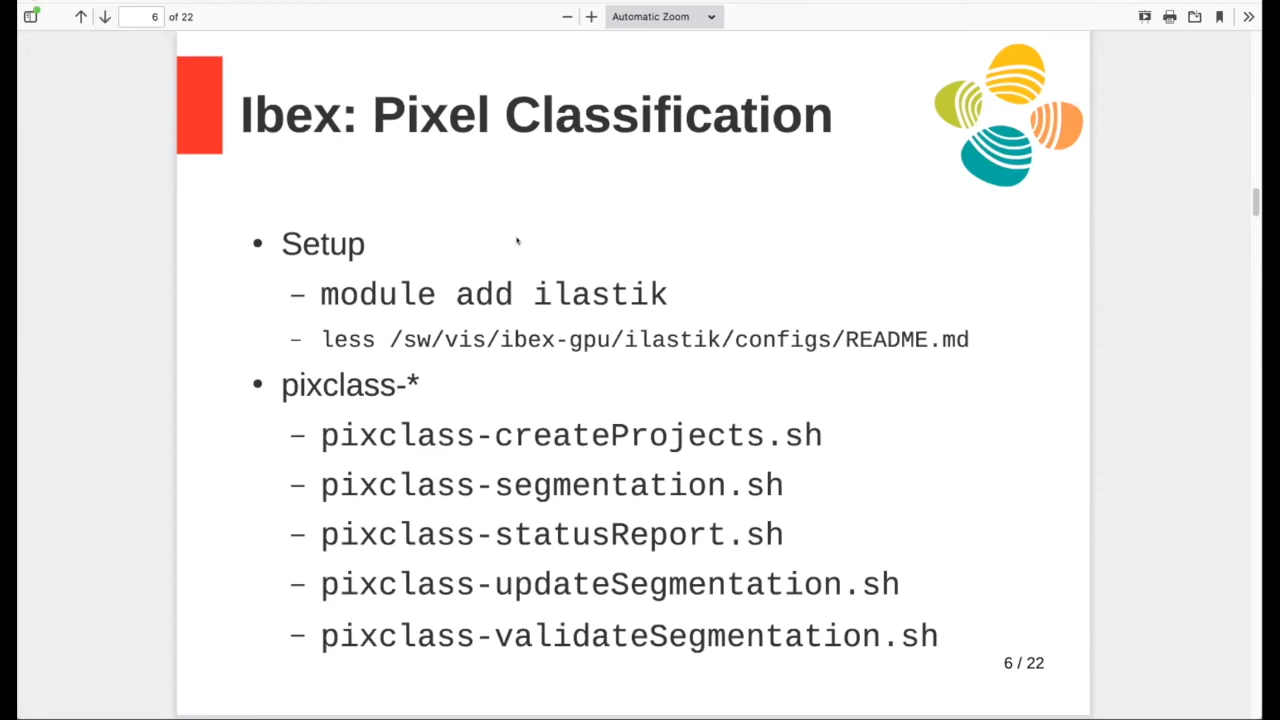 6 of 22
Automatic Zoom
Ibex: Pixel Classification
• Setup
– module add ilastik
– less /sw/vis/ibex-gpu/ilastik/configs/README.md
• pixclass-*
– pixclass-createProjects.sh
– pixclass-segmentation.sh
– pixclass-statusReport.sh
– pixclass-updateSegmentation.sh
– pixclass-validateSegmentation.sh
6 / 22